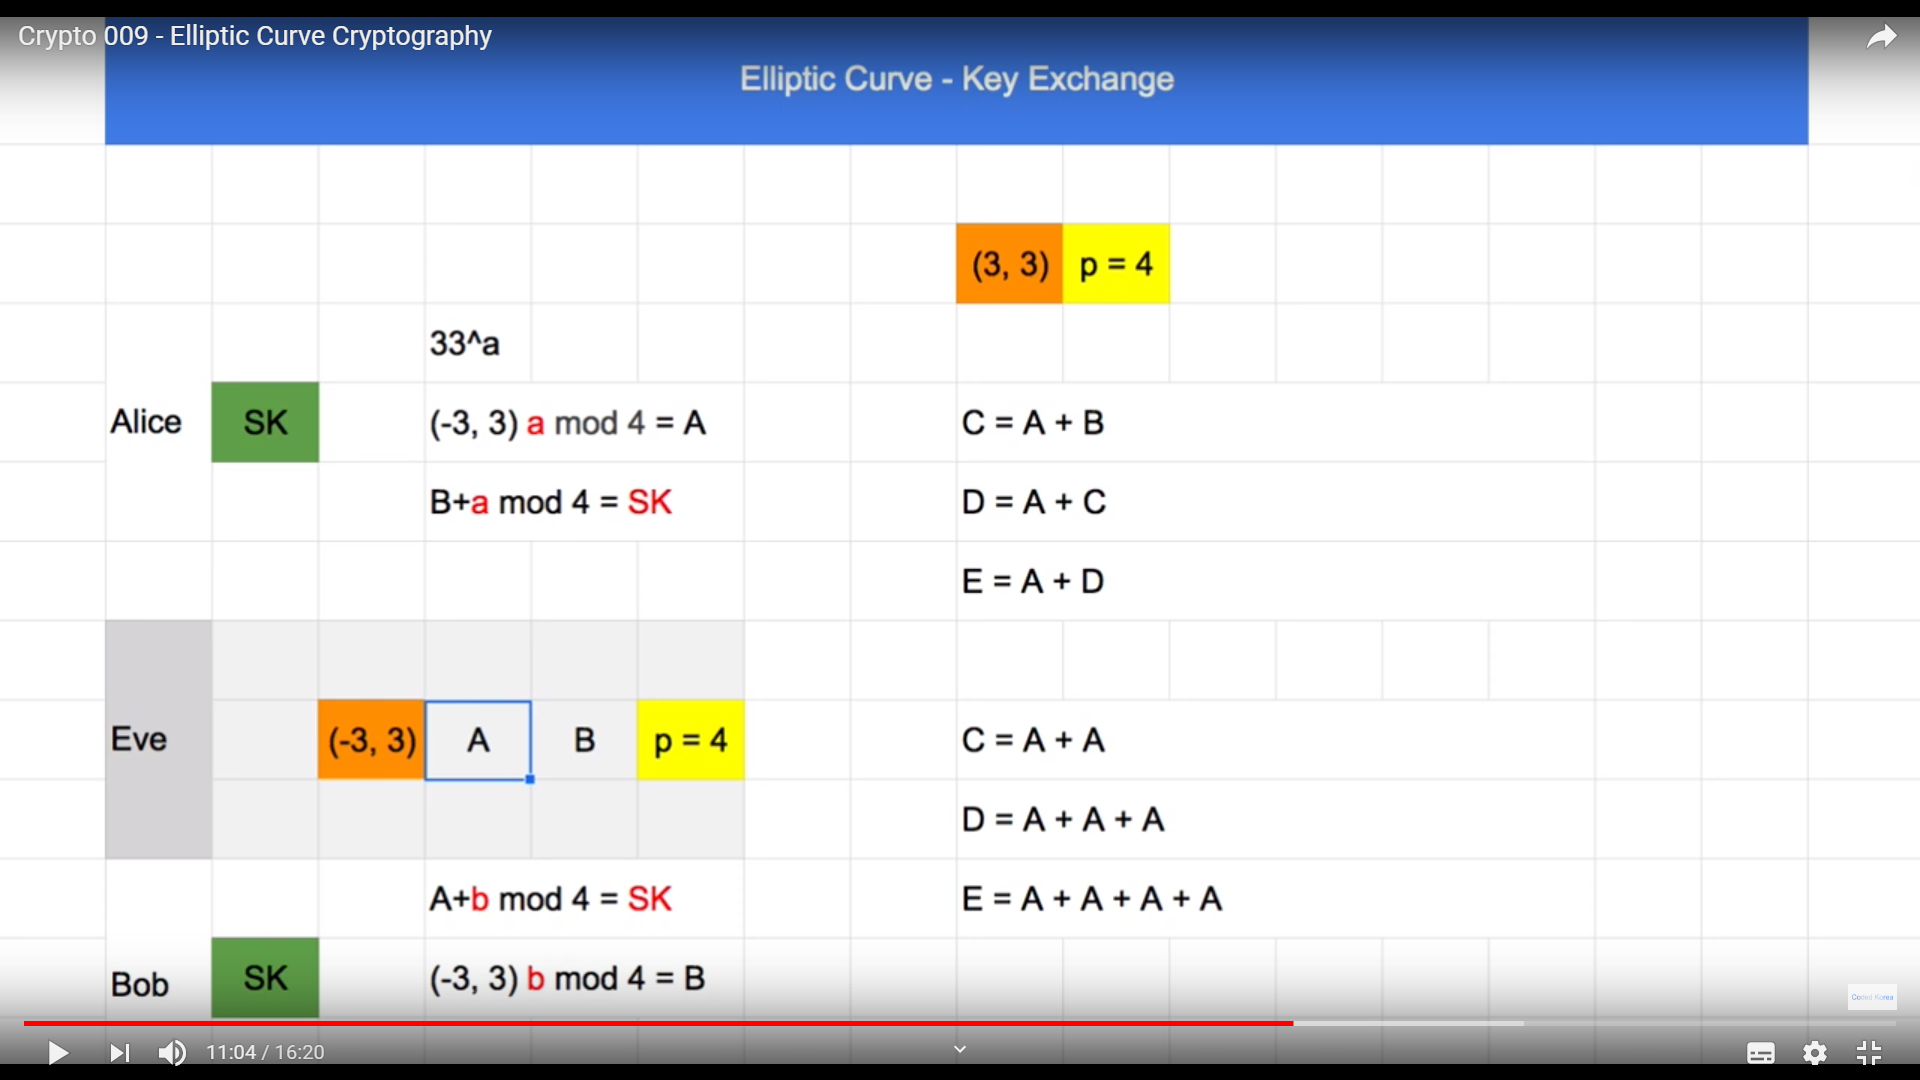 Crypto 009 - Elliptic Curve Cryptography
Elliptic Curve - Key Exchange
(3, 3) p = 4
33^a
Alice SK (-3, 3) a mod 4 = A C = A + B
B+a mod 4 = SK D = A + C
E = A + D
Eve (-3, 3) A B p = 4 C = A + A
D = A + A + A
A+b mod 4 = SK E = A + A + A + A
Bob SK (-3, 3) b mod 4 = B
Coded Korea
11:04 / 16:20